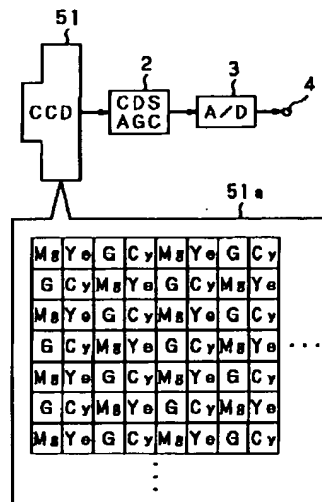 51
2
3
4
CCD
CDS
AGC
A/D
51a
Mg Ye G Cy Mg Ye G Cy
G Cy Mg Ye G Cy Mg Ye
Mg Ye G Cy Mg Ye G Cy
G Cy Mg Ye G Cy Mg Ye
Mg Ye G Cy Mg Ye G Cy
G Cy Mg Ye G Cy Mg Ye
Mg Ye G Cy Mg Ye G Cy